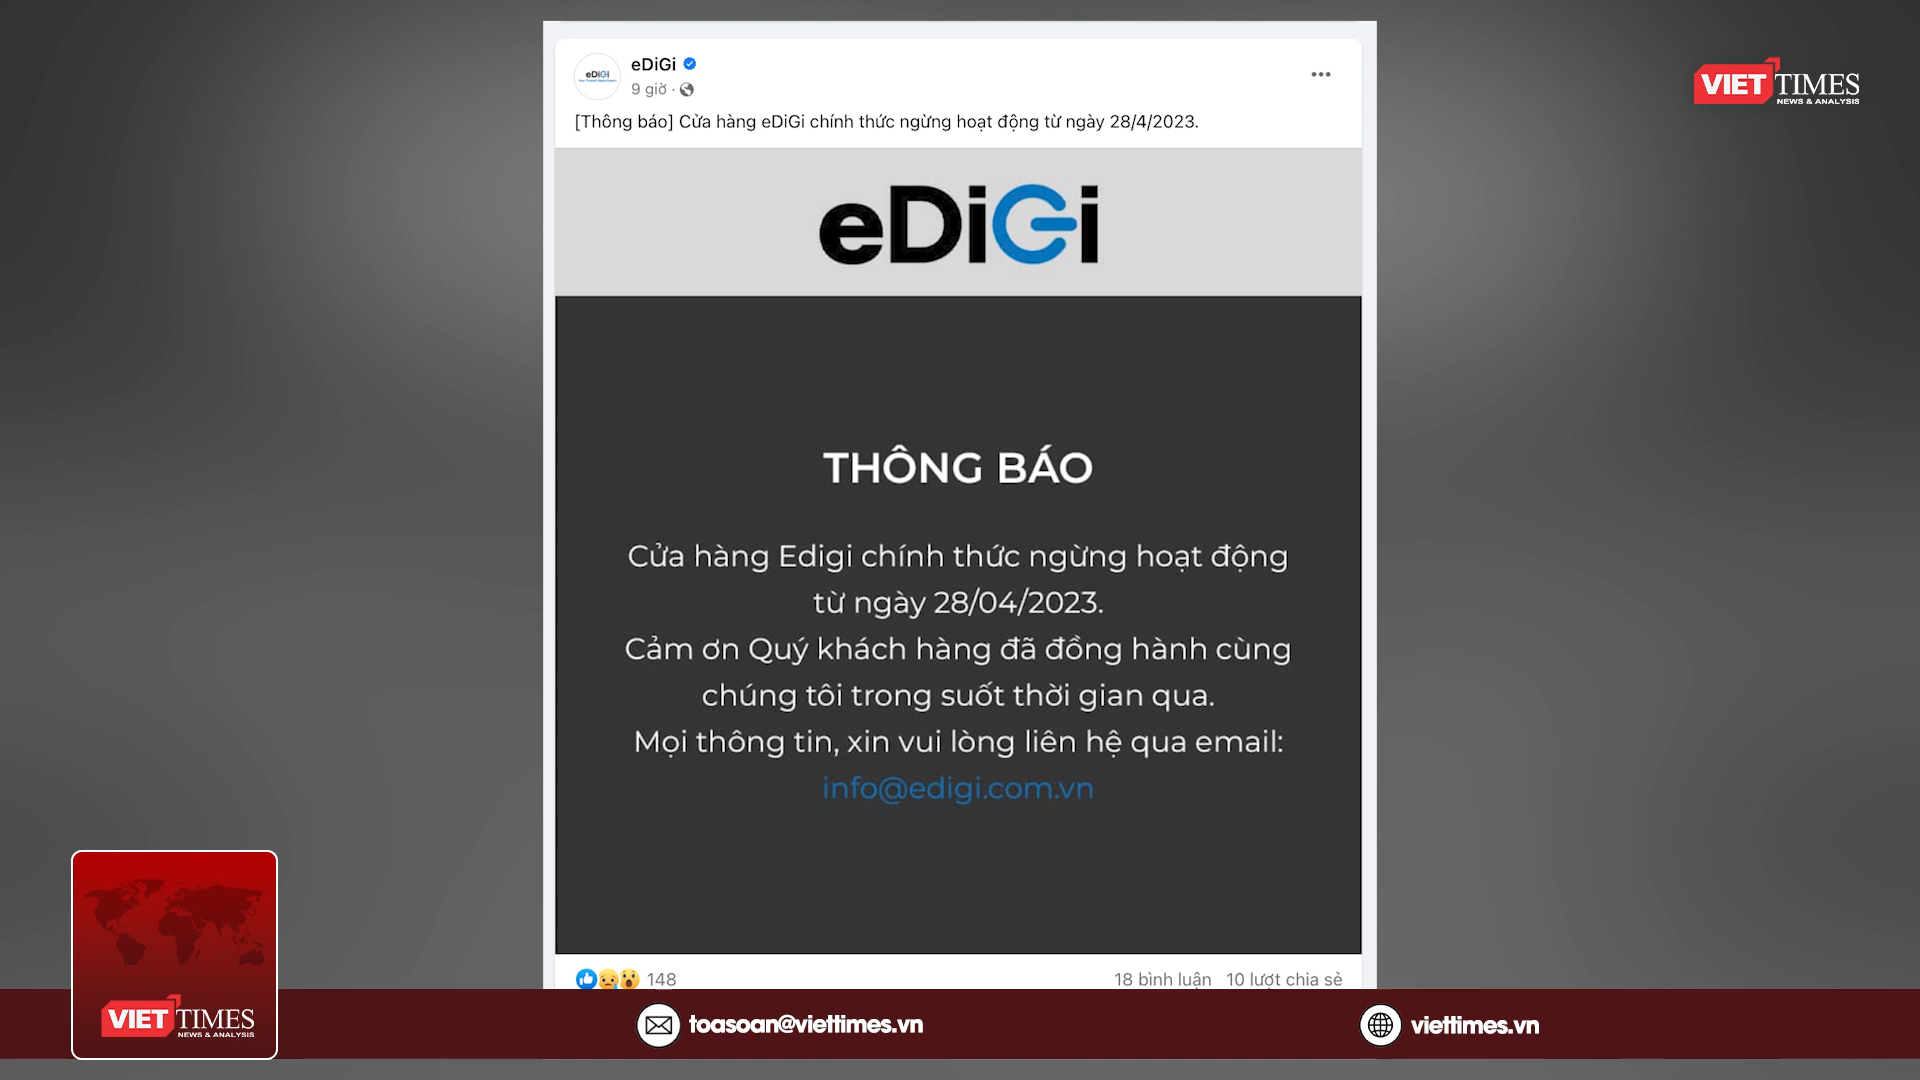 eDiGi
eDiGi
9 giờ ·
[Thông báo] Cửa hàng eDiGi chính thức ngừng hoạt động từ ngày 28/4/2023.
VIETTIMES
NEWS & ANALYSIS
eDiGi
THÔNG BÁO
Cửa hàng Edigi chính thức ngừng hoạt động
từ ngày 28/04/2023.
Cảm ơn Quý khách hàng đã đồng hành cùng
chúng tôi trong suốt thời gian qua.
Mọi thông tin, xin vui lòng liên hệ qua email:
info@edigi.com.vn
148
18 bình luận 10 lượt chia sẻ
VIETTIMES
NEWS & ANALYSIS
toasoan@viettimes.vn
viettimes.vn